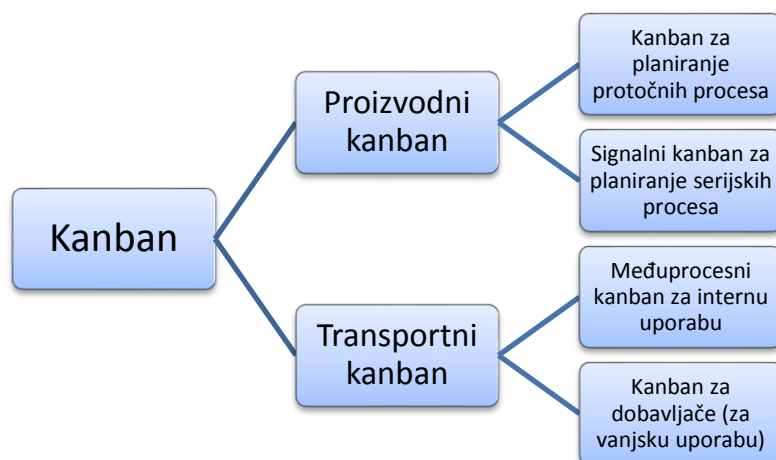 Kanban
Proizvodni
kanban
Kanban za
planiranje
protočnih procesa
Signalni kanban za
planiranje serijskih
procesa
Transportni
kanban
Međuprocesni
kanban za internu
uporabu
Kanban za
dobavljače (za
vanjsku uporabu)